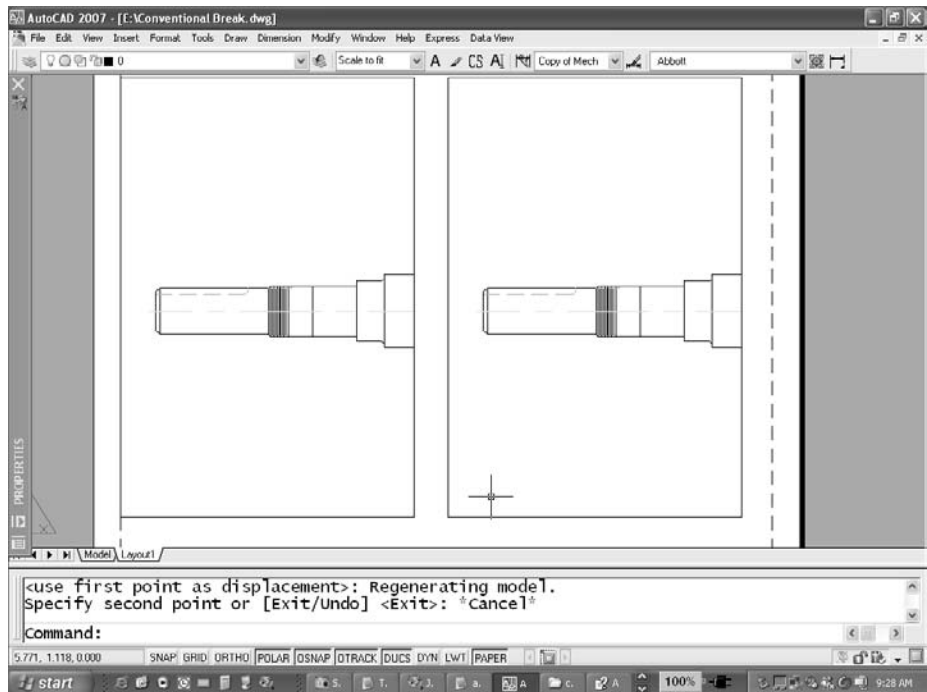 AutoCAD 2007 - [E:\Conventional Break.dwg]
File Edit View Insert Format Tools Draw Dimension Modify Window Help Express Data View
0 Scale to fit A CS AI Copy of Mech Abbott
PROPERTIES
Model Layout1
<use first point as displacement>: Regenerating model.
Specify second point or [Exit/Undo] <Exit>: *Cancel*
Command:
5.771, 1.118, 0.000 SNAP GRID ORTHO POLAR OSNAP OTRACK DUCS DYN LWT PAPER
start S. T. J. a. A c. A 100% 9:28 AM